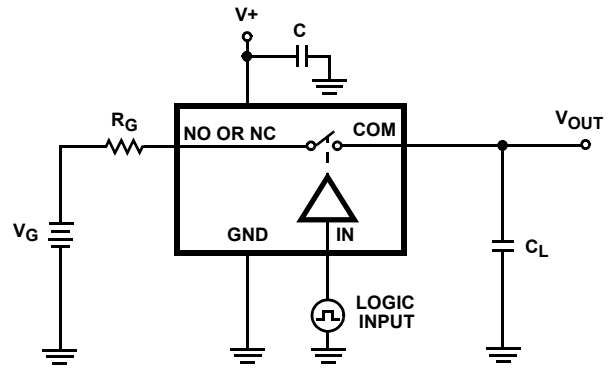 V+
C
RG
NO OR NC
COM
VOUT
VG
GND
IN
CL
LOGIC
INPUT